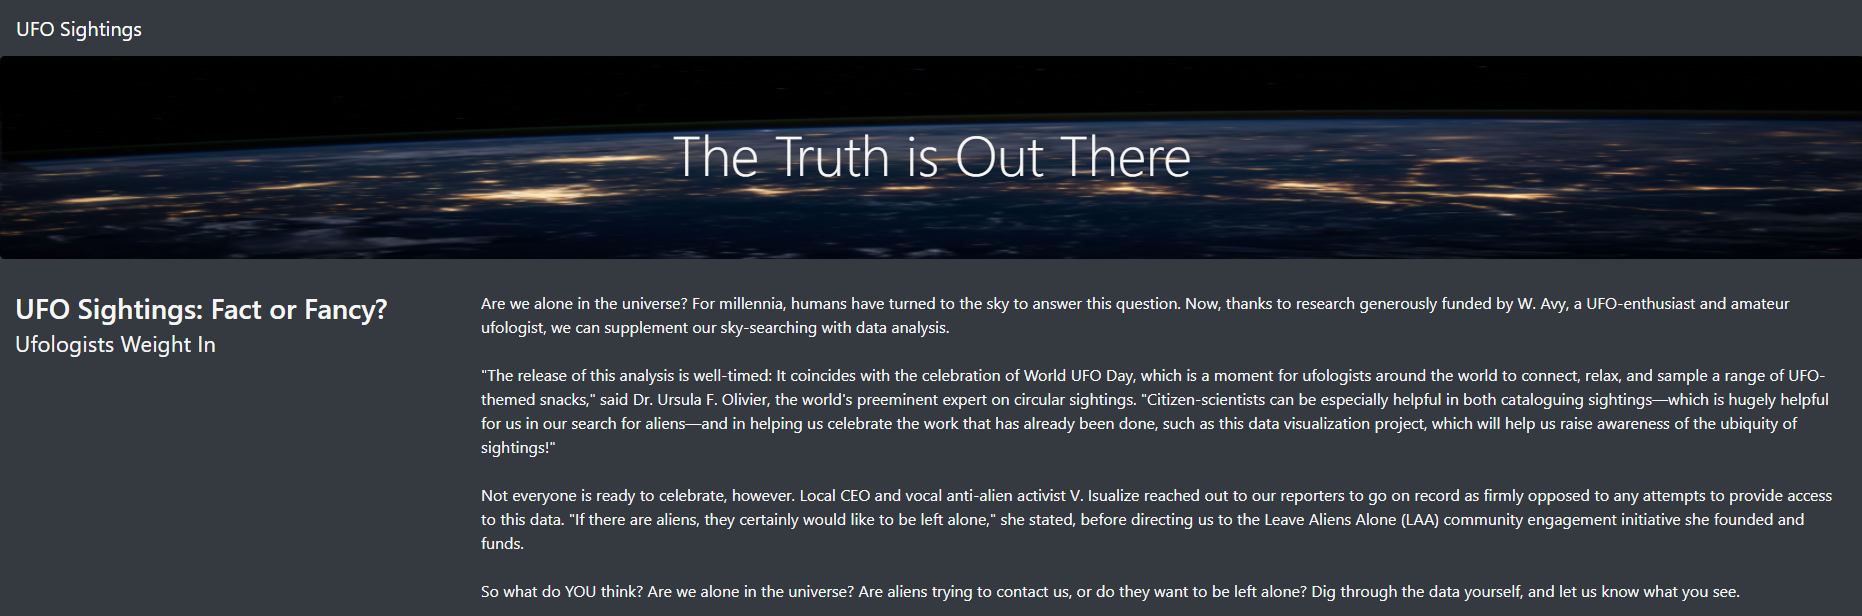 UFO Sightings
The Truth is Out There
UFO Sightings: Fact or Fancy?
Ufologists Weight In
Are we alone in the universe? For millennia, humans have turned to the sky to answer this question. Now, thanks to research generously funded by W. Avy, a UFO-enthusiast and amateur
ufologist, we can supplement our sky-searching with data analysis.
"The release of this analysis is well-timed: It coincides with the celebration of World UFO Day, which is a moment for ufologists around the world to connect, relax, and sample a range of UFO-
themed snacks," said Dr. Ursula F. Olivier, the world's preeminent expert on circular sightings. "Citizen-scientists can be especially helpful in both cataloguing sightings—which is hugely helpful
for us in our search for aliens—and in helping us celebrate the work that has already been done, such as this data visualization project, which will help us raise awareness of the ubiquity of
sightings!"
Not everyone is ready to celebrate, however. Local CEO and vocal anti-alien activist V. Isualize reached out to our reporters to go on record as firmly opposed to any attempts to provide access
to this data. "If there are aliens, they certainly would like to be left alone," she stated, before directing us to the Leave Aliens Alone (LAA) community engagement initiative she founded and
funds.
So what do YOU think? Are we alone in the universe? Are aliens trying to contact us, or do they want to be left alone? Dig through the data yourself, and let us know what you see.